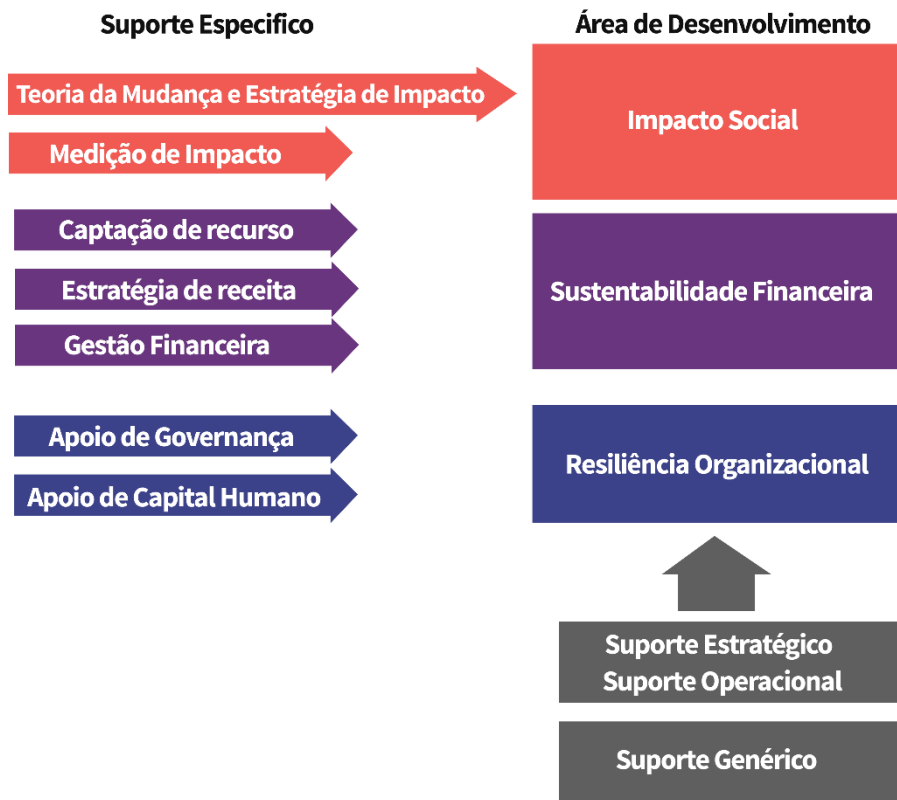 Suporte Especifico
Área de Desenvolvimento
Teoria da Mudança e Estratégia de Impacto
Medição de Impacto
Impacto Social
Captação de recurso
Estratégia de receita
Gestão Financeira
Sustentabilidade Financeira
Apoio de Governança
Apoio de Capital Humano
Resiliência Organizacional
Suporte Estratégico
Suporte Operacional
Suporte Genérico